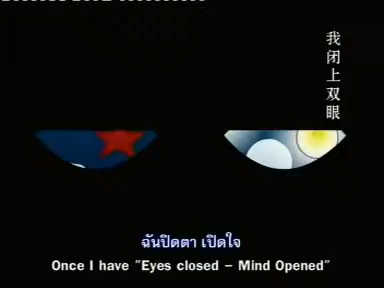 我闭上双眼
ฉันปิดตา เปิดใจ
Once I have "Eyes closed – Mind Opened"